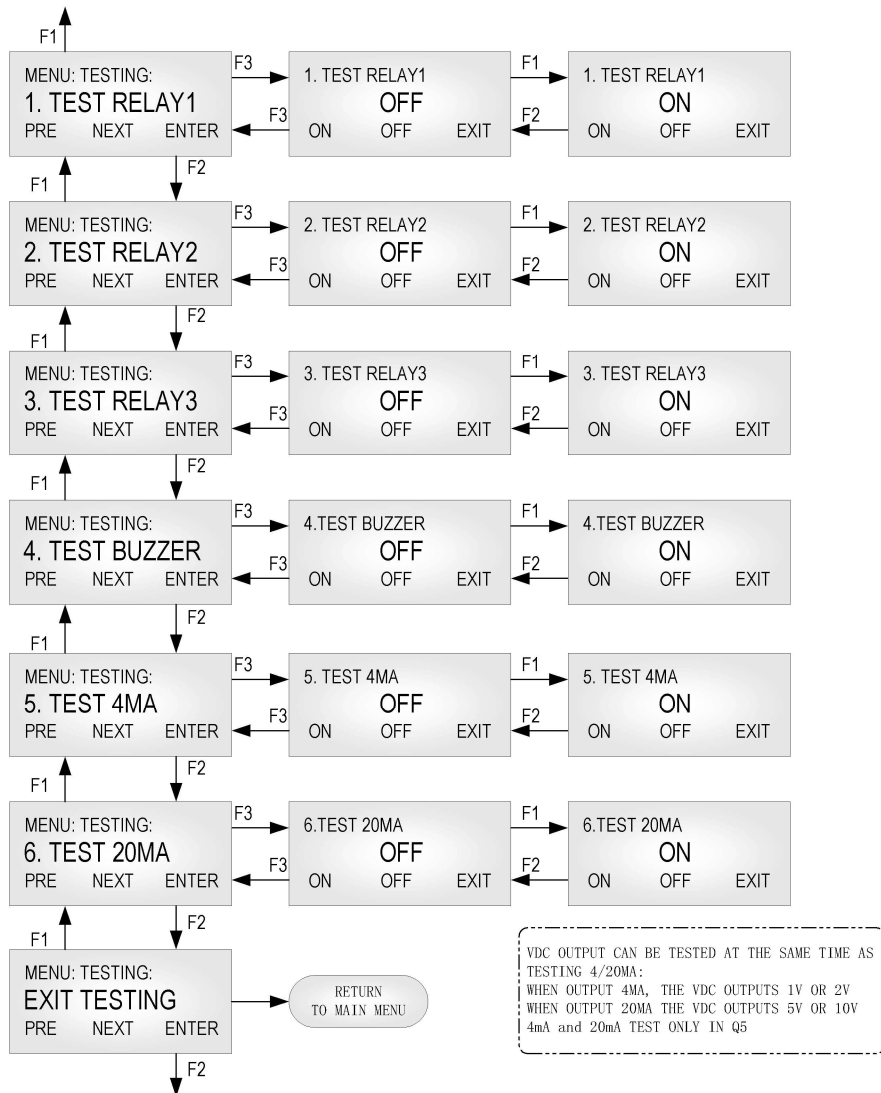 F1
MENU: TESTING:
1. TEST RELAY1
PRE NEXT ENTER
F3
F3
1. TEST RELAY1
OFF
ON OFF EXIT
F1
F2
1. TEST RELAY1
ON
ON OFF EXIT
F1
F2
MENU: TESTING:
2. TEST RELAY2
PRE NEXT ENTER
F3
F3
2. TEST RELAY2
OFF
ON OFF EXIT
F1
F2
2. TEST RELAY2
ON
ON OFF EXIT
F1
F2
MENU: TESTING:
3. TEST RELAY3
PRE NEXT ENTER
F3
F3
3. TEST RELAY3
OFF
ON OFF EXIT
F1
F2
3. TEST RELAY3
ON
ON OFF EXIT
F1
F2
MENU: TESTING:
4. TEST BUZZER
PRE NEXT ENTER
F3
F3
4.TEST BUZZER
OFF
ON OFF EXIT
F1
F2
4.TEST BUZZER
ON
ON OFF EXIT
F1
F2
MENU: TESTING:
5. TEST 4MA
PRE NEXT ENTER
F3
F3
5. TEST 4MA
OFF
ON OFF EXIT
F1
F2
5. TEST 4MA
ON
ON OFF EXIT
F1
F2
MENU: TESTING:
6. TEST 20MA
PRE NEXT ENTER
F3
F3
6.TEST 20MA
OFF
ON OFF EXIT
F1
F2
6.TEST 20MA
ON
ON OFF EXIT
F1
F2
MENU: TESTING:
EXIT TESTING
PRE NEXT ENTER
RETURN
TO MAIN MENU
F2
VDC OUTPUT CAN BE TESTED AT THE SAME TIME AS
TESTING 4/20MA:
WHEN OUTPUT 4MA, THE VDC OUTPUTS 1V OR 2V
WHEN OUTPUT 20MA THE VDC OUTPUTS 5V OR 10V
4mA and 20mA TEST ONLY IN Q5